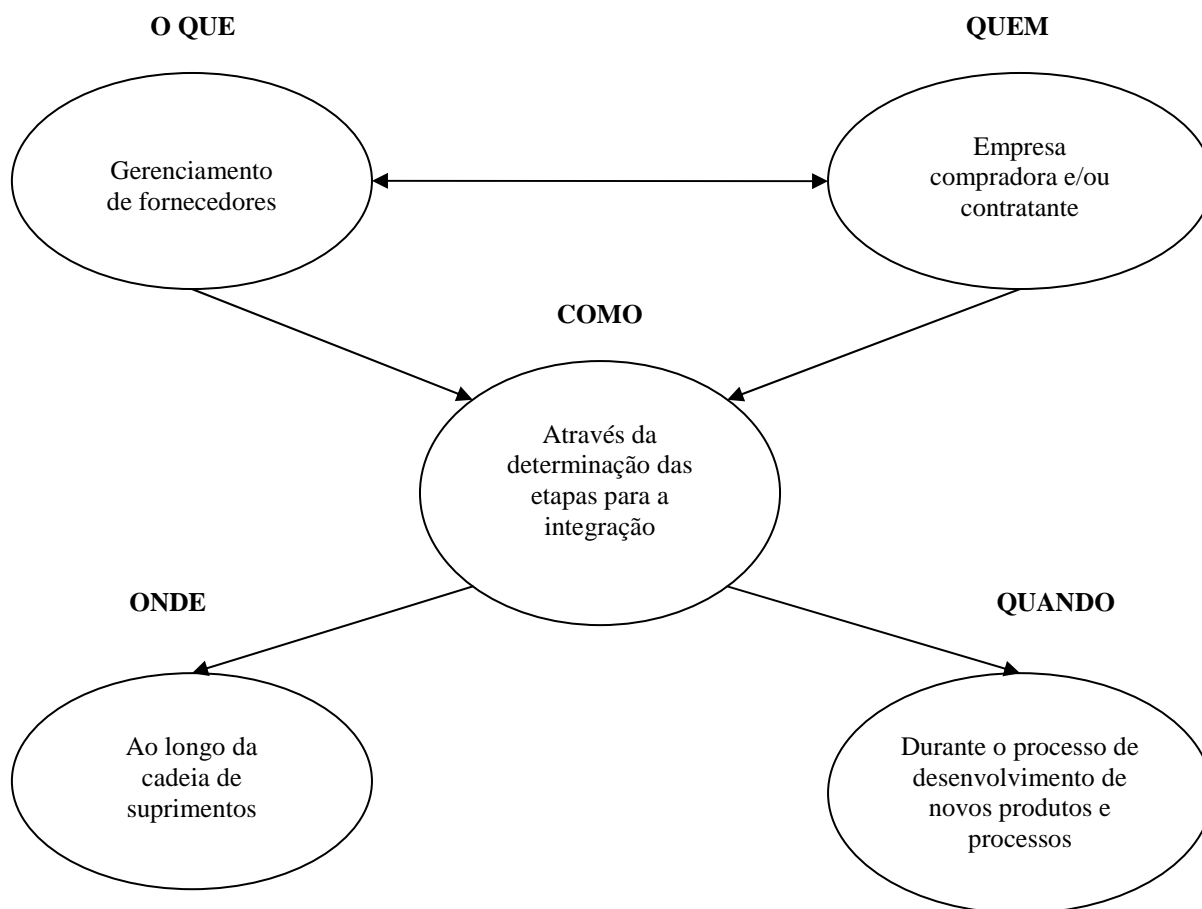 O QUE
QUEM
Gerenciamento
de fornecedores
Empresa
compradora e/ou
contratante
COMO
Através da
determinação das
etapas para a
integração
ONDE
QUANDO
Ao longo da
cadeia de
suprimentos
Durante o processo de
desenvolvimento de
novos produtos e
processos